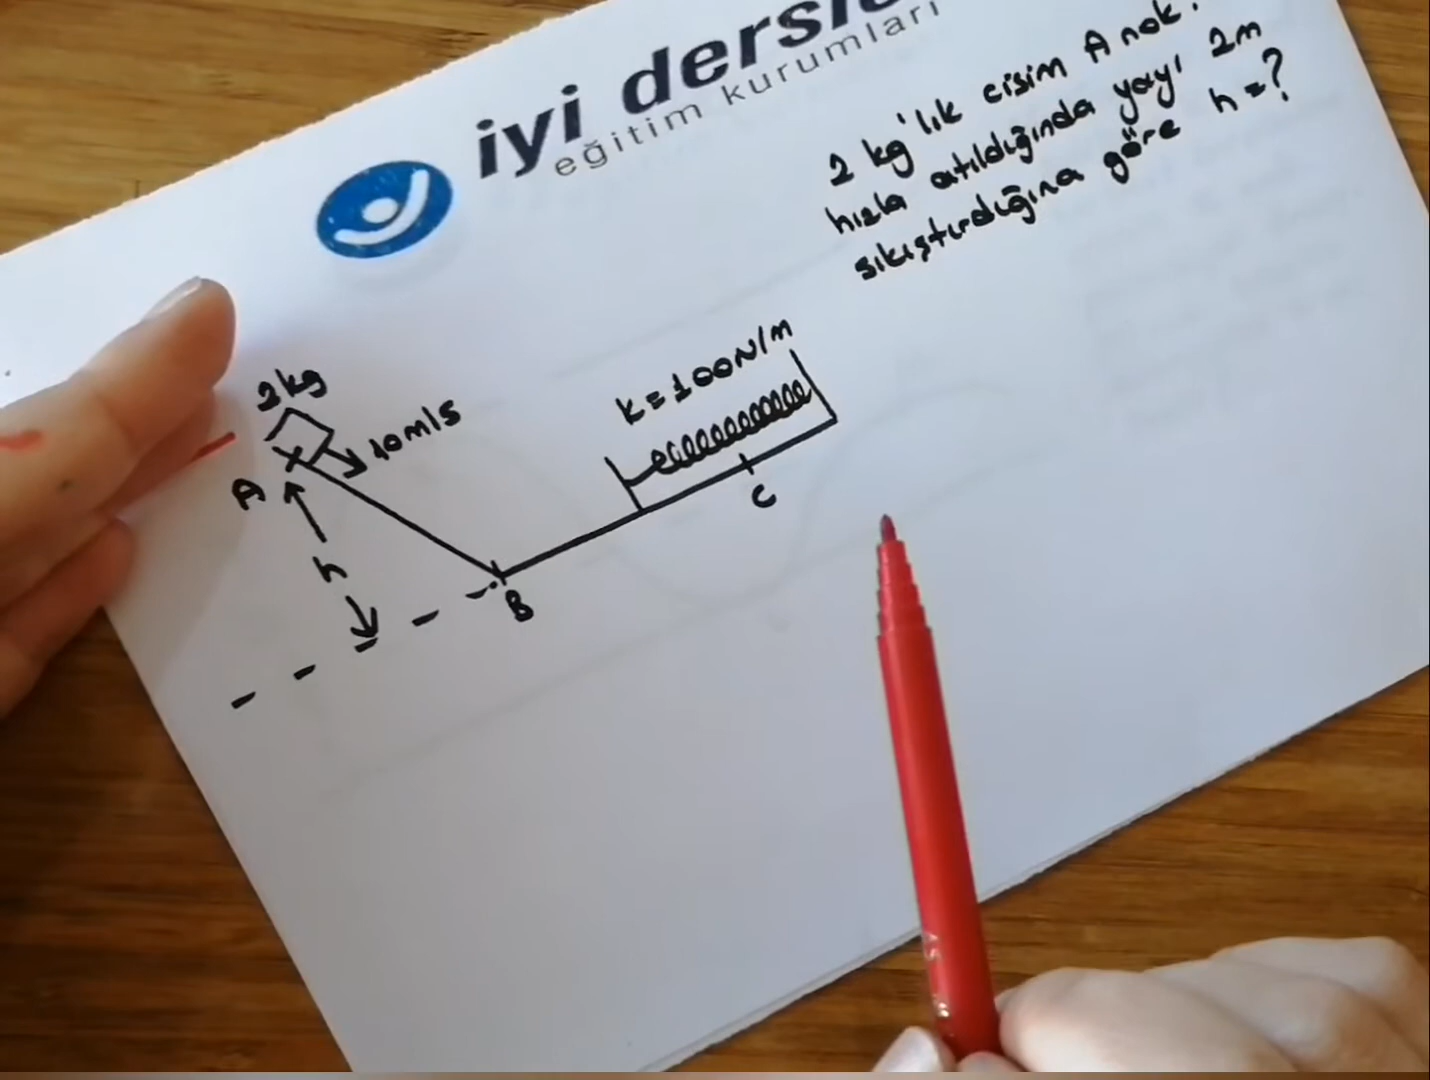 iyi dersl
eğitim kurumları
2 kg'lık cisim A nok.
hızla atıldığında yayı 2m
sıkıştırdığına göre h=?
2kg
10m/s
k=100N/m
A
h
B
C